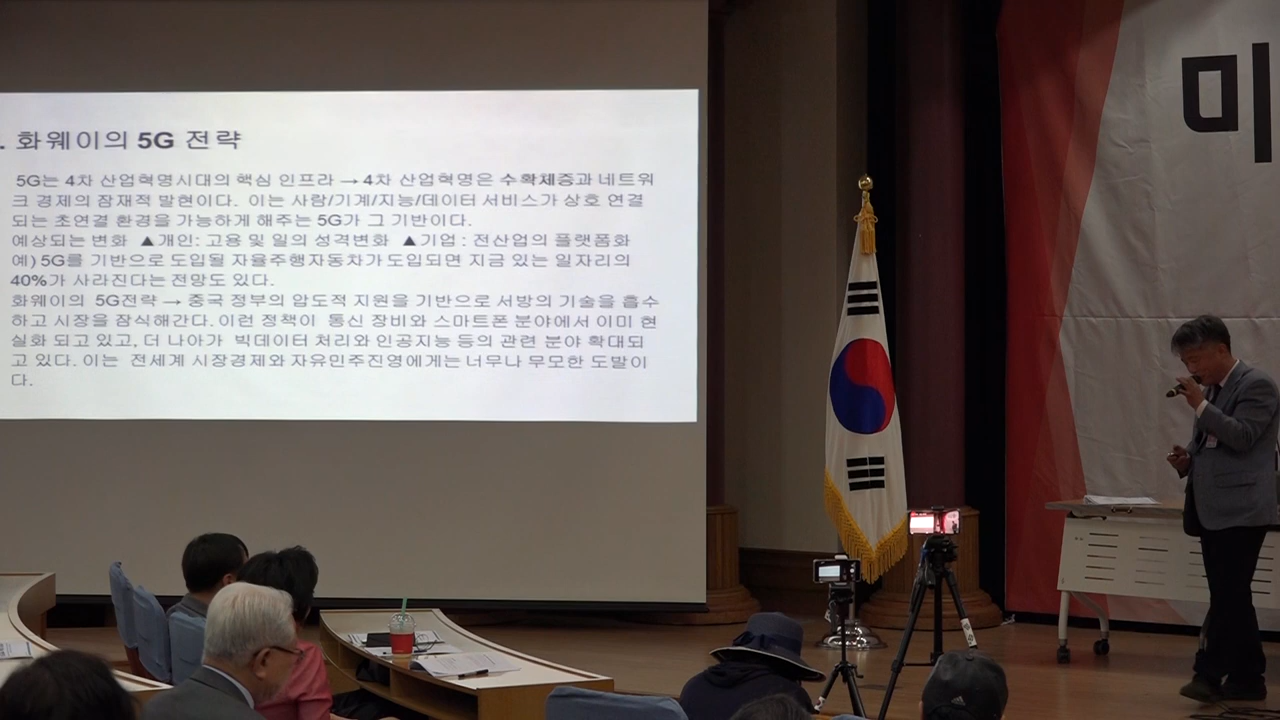 . 화웨이의 5G 전략
5G는 4차 산업혁명시대의 핵심 인프라 → 4차 산업혁명은 수확체증과 네트워
크 경제의 잠재적 발현이다. 이는 사람/기계/지능/데이터 서비스가 상호 연결
되는 초연결 환경을 가능하게 해주는 5G가 그 기반이다.
예상되는 변화 ▲개인: 고용 및 일의 성격변화 ▲기업 : 전산업의 플랫폼화
예) 5G를 기반으로 도입될 자율주행자동차가 도입되면 지금 있는 일자리의
40%가 사라진다는 전망도 있다.
화웨이의 5G전략 → 중국 정부의 압도적 지원을 기반으로 서방의 기술을 흡수
하고 시장을 잠식해간다. 이런 정책이 통신 장비와 스마트폰 분야에서 이미 현
실화 되고 있고, 더 나아가 빅데이터 처리와 인공지능 등의 관련 분야 확대되
고 있다. 이는 전세계 시장경제와 자유민주진영에게는 너무나 무모한 도발이
다.
미